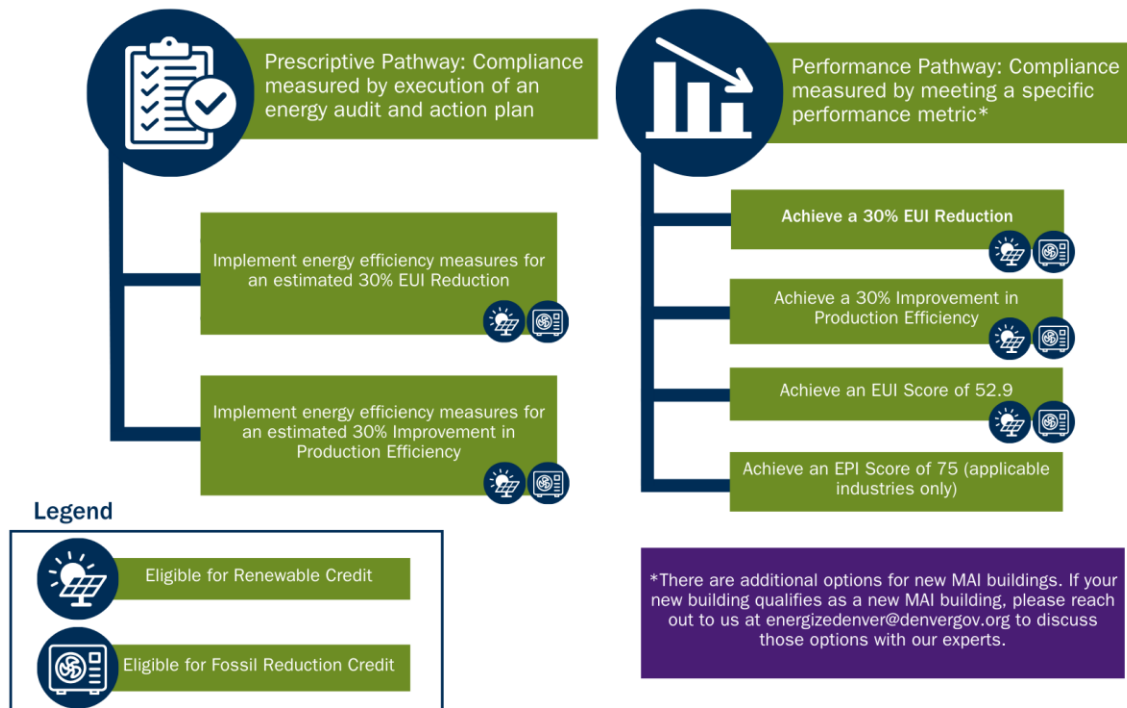 Prescriptive Pathway: Compliance
measured by execution of an
energy audit and action plan
Implement energy efficiency measures for
an estimated 30% EUI Reduction
Implement energy efficiency measures for
an estimated 30% Improvement in
Production Efficiency
Performance Pathway: Compliance
measured by meeting a specific
performance metric*
Achieve a 30% EUI Reduction
Achieve a 30% Improvement in
Production Efficiency
Achieve an EUI Score of 52.9
Achieve an EPI Score of 75 (applicable
industries only)
Legend
Eligible for Renewable Credit
Eligible for Fossil Reduction Credit
*There are additional options for new MAI buildings. If your
new building qualifies as a new MAI building, please reach
out to us at energizedenver@denvergov.org to discuss
those options with our experts.